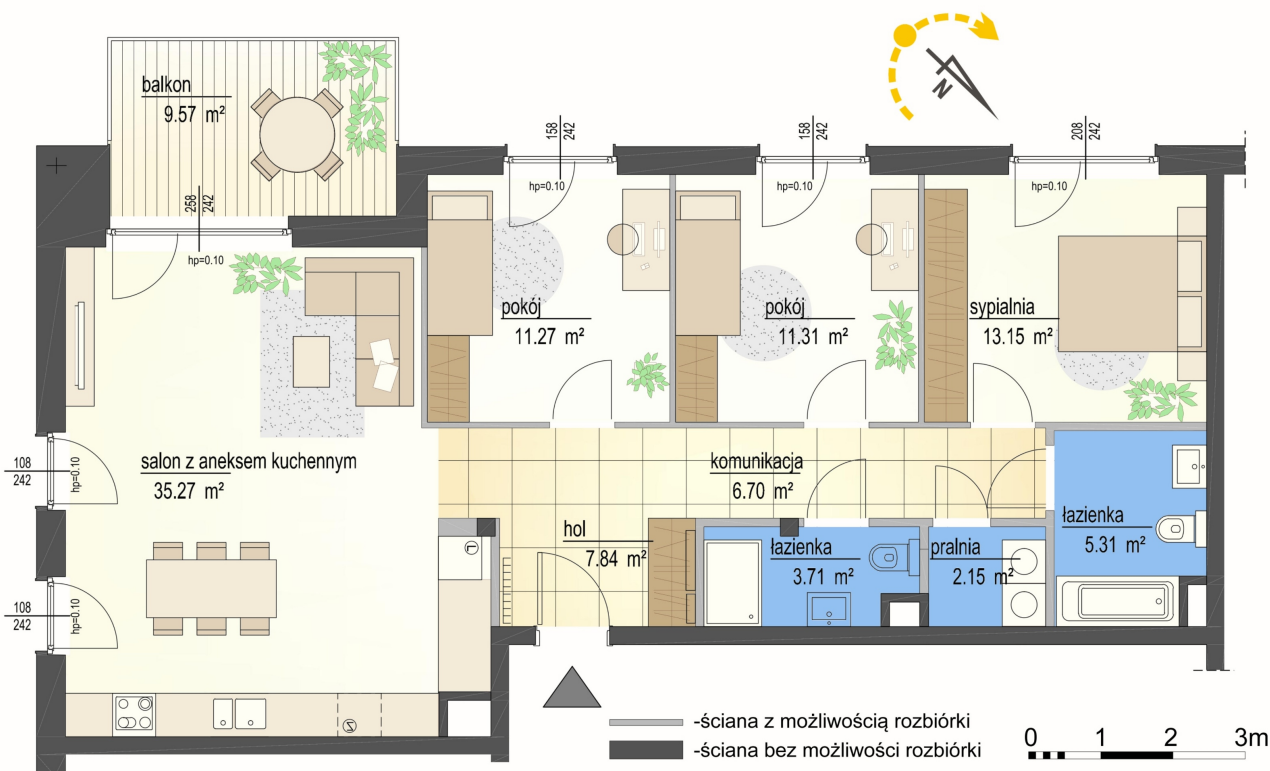 N
balkon
9.57 m²
258
242
hp=0.10
158
242
hp=0.10
158
242
hp=0.10
208
242
hp=0.10
pokój
11.27 m²
pokój
11.31 m²
sypialnia
13.15 m²
108
242
hp=0.10
salon z aneksem kuchennym
35.27 m²
komunikacja
6.70 m²
hol
7.84 m²
łazienka
3.71 m²
pralnia
2.15 m²
łazienka
5.31 m²
L
108
242
hp=0.10
Z
-ściana z możliwością rozbiórki
-ściana bez możliwości rozbiórki
0 1 2 3m